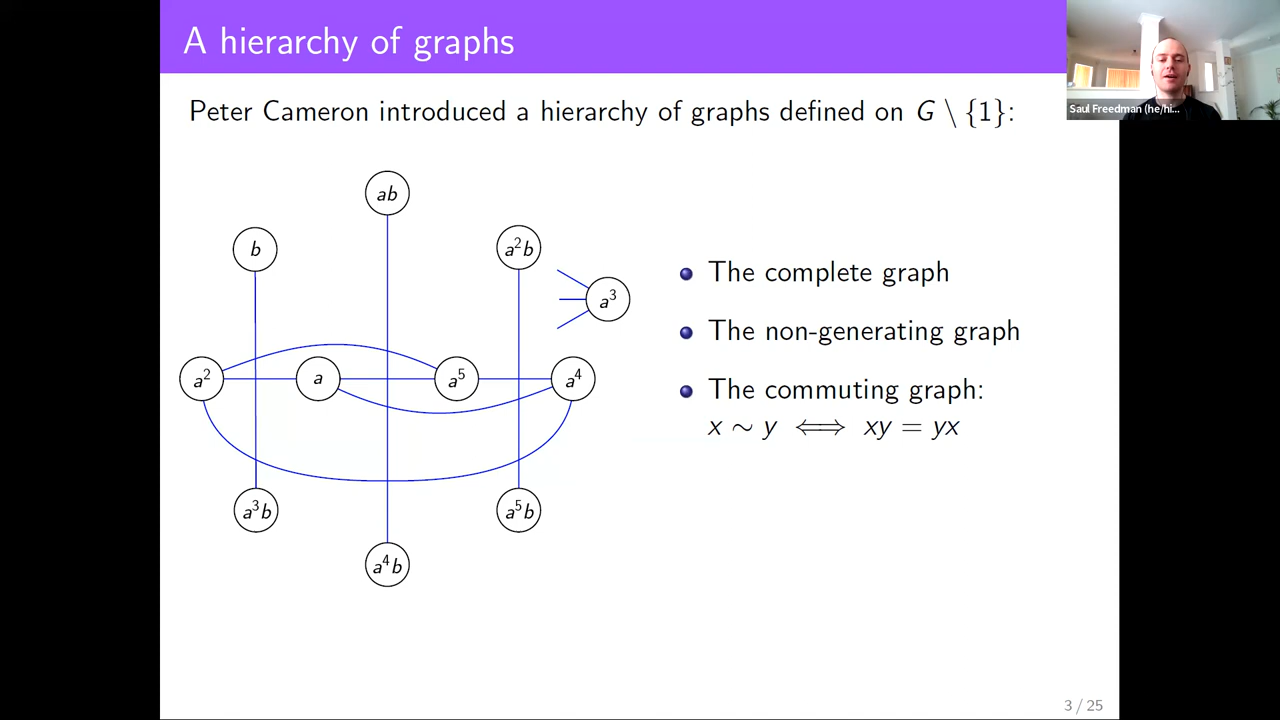 A hierarchy of graphs
Saul Freedman (he/hi...
Peter Cameron introduced a hierarchy of graphs defined on G \ {1}:
ab
b
a²b
a³
a²
a
a⁵
a⁴
a³b
a⁵b
a⁴b
The complete graph
The non-generating graph
The commuting graph:
x ∼ y ⟺ xy = yx
3 / 25